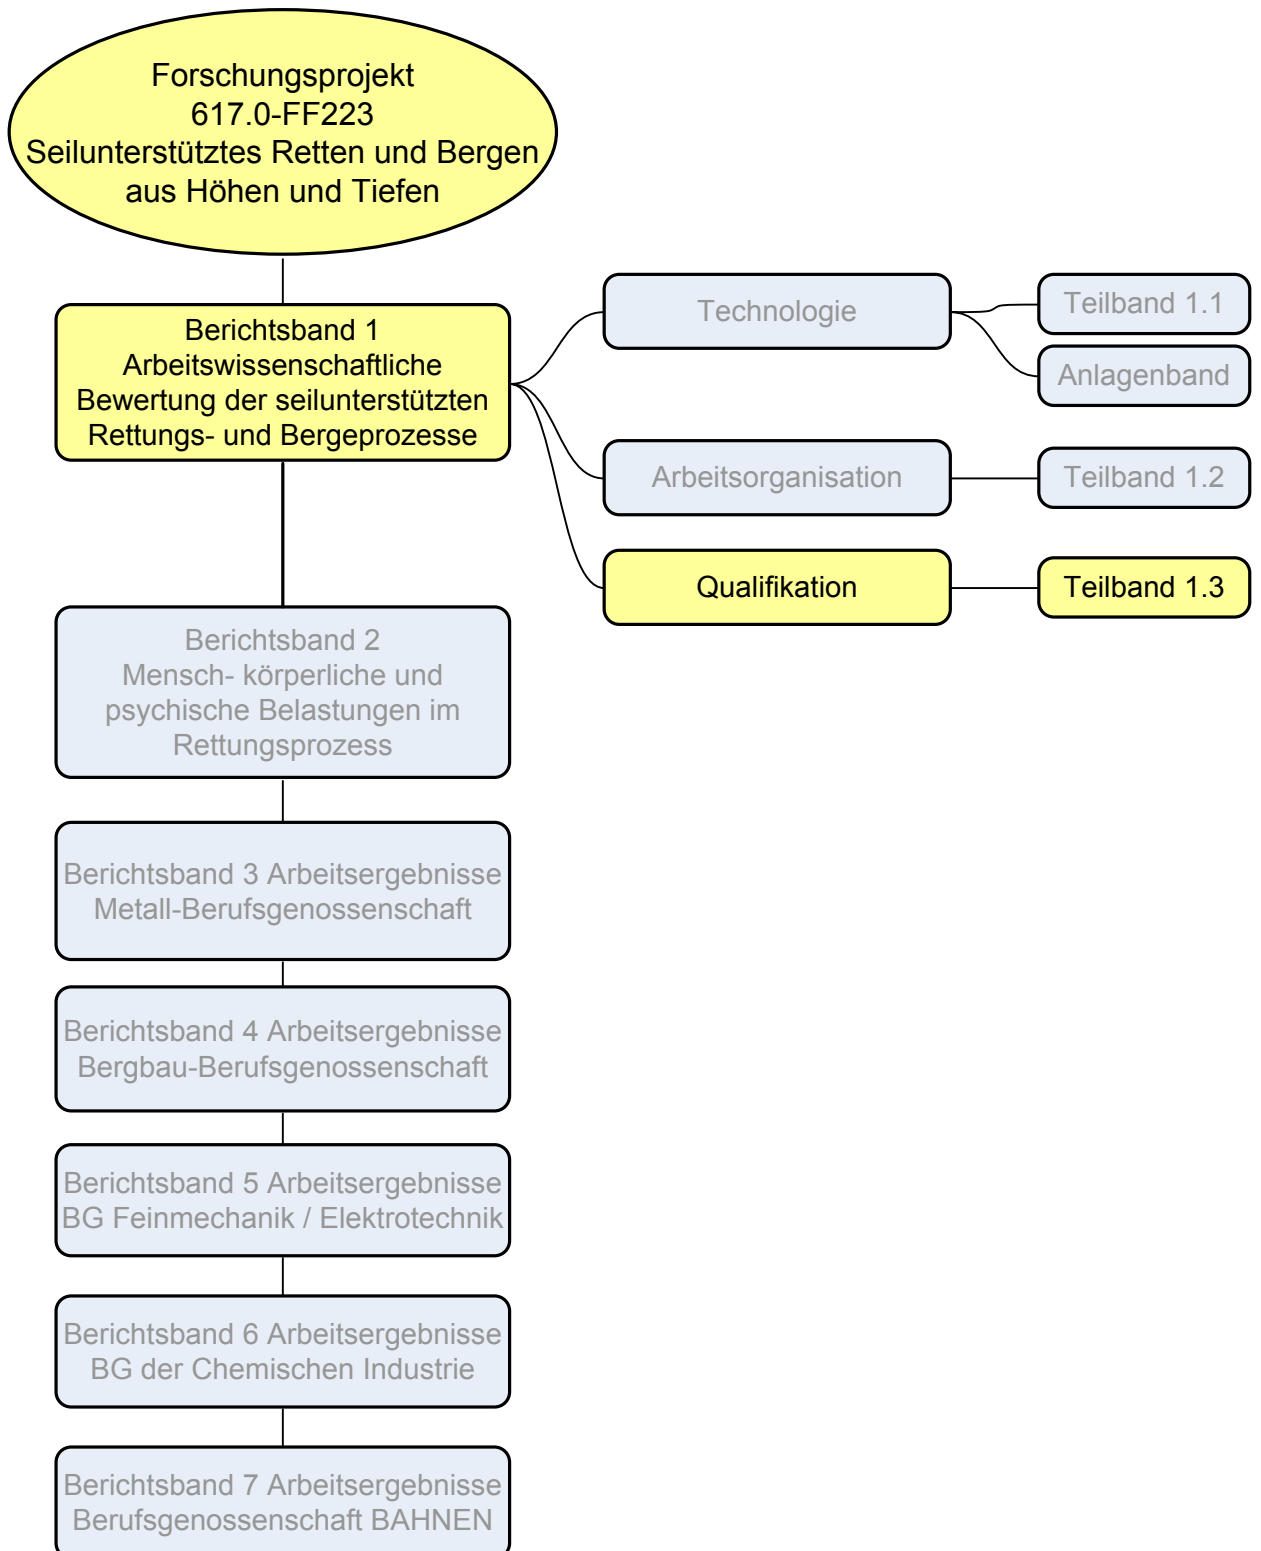 Forschungsprojekt
617.0-FF223
Seilunterstütztes Retten und Bergen
aus Höhen und Tiefen
Berichtsband 1
Arbeitswissenschaftliche
Bewertung der seilunterstützten
Rettungs- und Bergeprozesse
Technologie
Teilband 1.1
Anlagenband
Arbeitsorganisation
Teilband 1.2
Qualifikation
Teilband 1.3
Berichtsband 2
Mensch- körperliche und
psychische Belastungen im
Rettungsprozess
Berichtsband 3 Arbeitsergebnisse
Metall-Berufsgenossenschaft
Berichtsband 4 Arbeitsergebnisse
Bergbau-Berufsgenossenschaft
Berichtsband 5 Arbeitsergebnisse
BG Feinmechanik / Elektrotechnik
Berichtsband 6 Arbeitsergebnisse
BG der Chemischen Industrie
Berichtsband 7 Arbeitsergebnisse
Berufsgenossenschaft BAHNEN